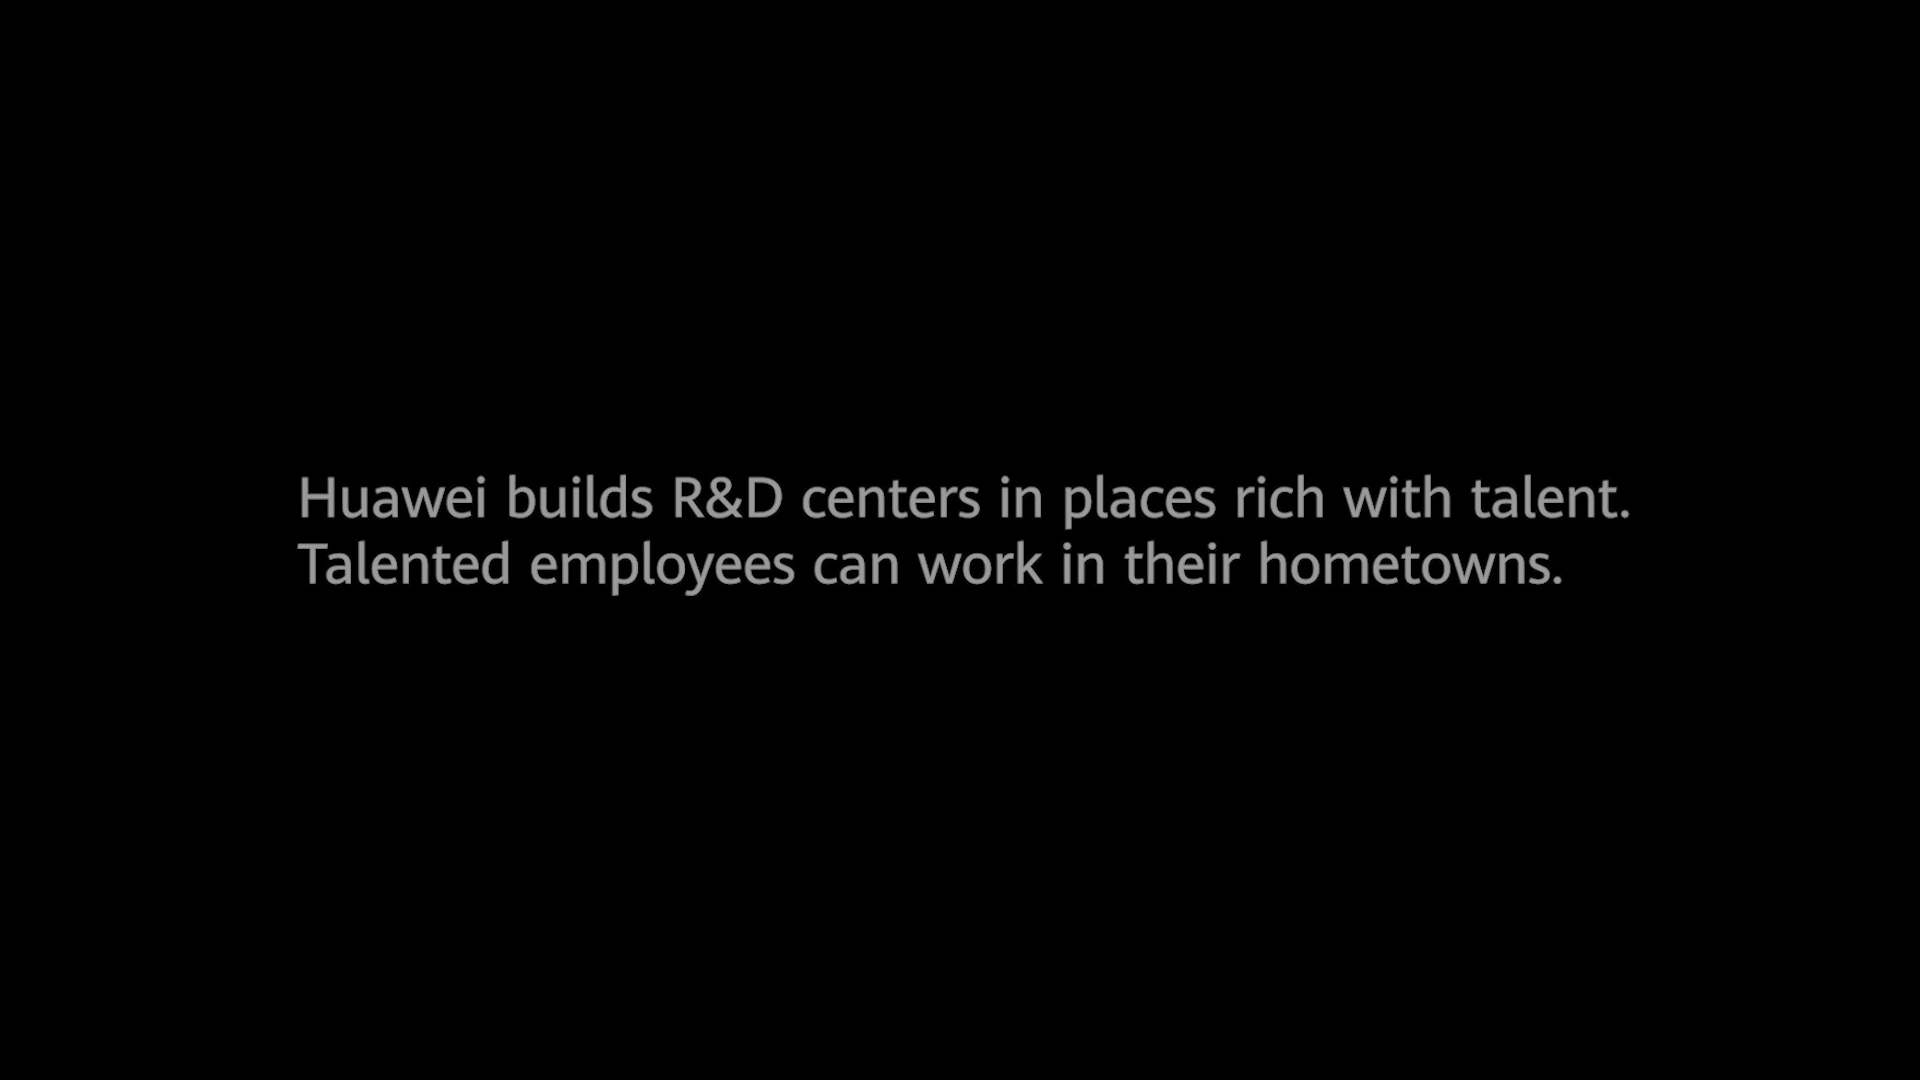 Huawei builds R&D centers in places rich with talent.
Talented employees can work in their hometowns.